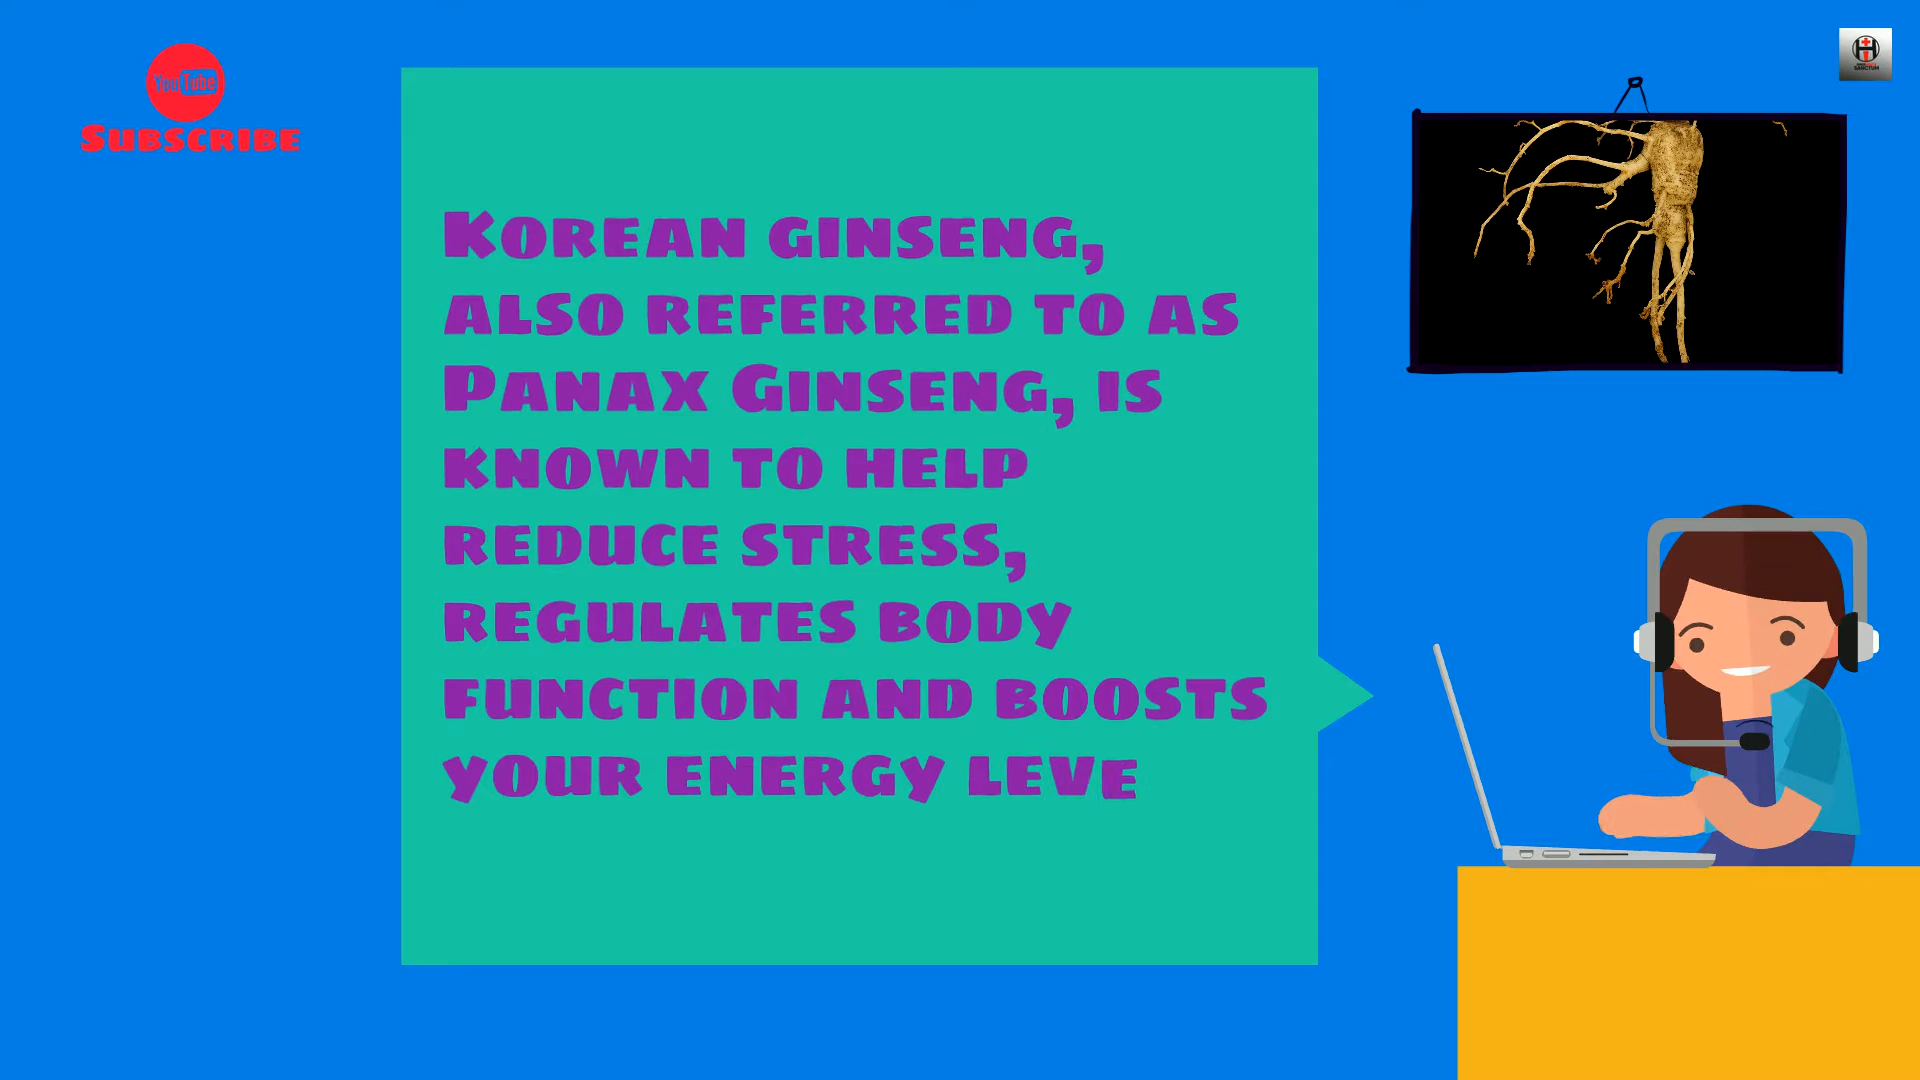 YouTube
Subscribe
Korean ginseng,
also referred to as
Panax Ginseng, is
known to help
reduce stress,
regulates body
function and boosts
your energy leve
H
SANCTUM